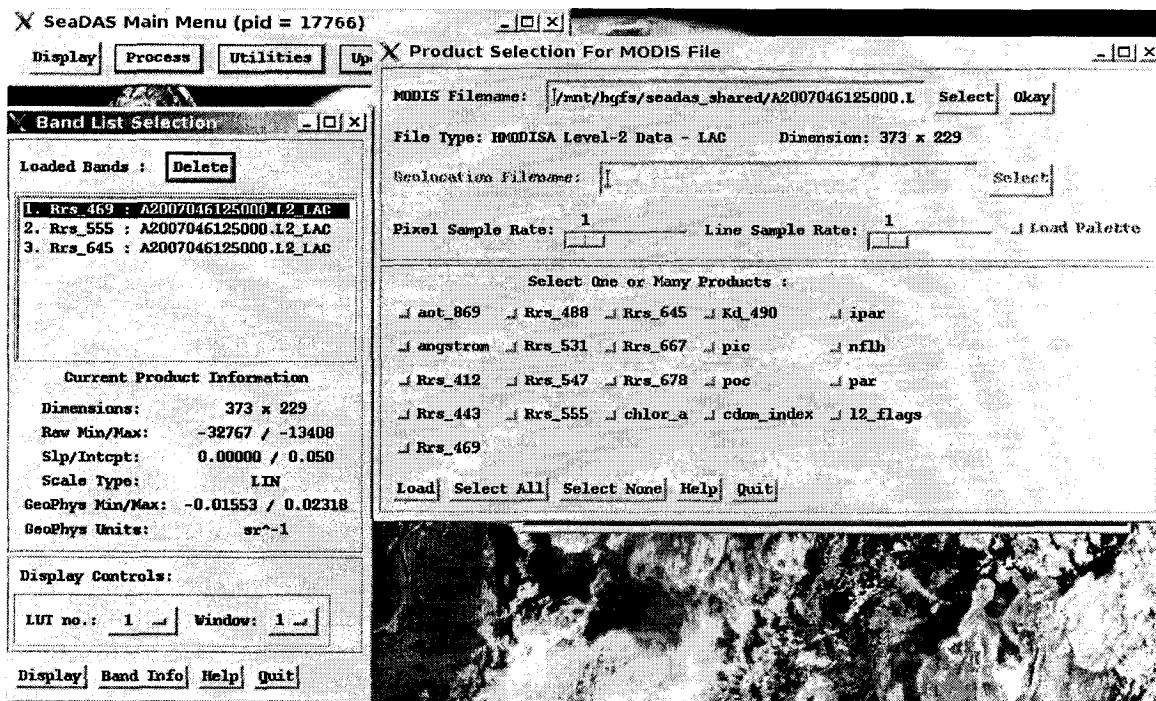 SeaDAS Main Menu (pid = 17766)
Display Process Utilities
Band List Selection
Loaded Bands : Delete
1. Rrs_469 : A2007046125000.L2_LAC
2. Rrs_555 : A2007046125000.L2_LAC
3. Rrs_645 : A2007046125000.L2_LAC
Current Product Information
Dimensions: 373 x 229
Raw Min/Max: -32767 / -13408
Slp/Intcpt: 0.00000 / 0.050
Scale Type: LIN
GeoPhys Min/Max: -0.01553 / 0.02318
GeoPhys Units: sr^-1
Display Controls:
LUT no.: 1 Window: 1
Display Band Info Help Quit
Product Selection For MODIS File
MODIS Filename: /mnt/hgfs/seadas_shared/A2007046125000.L Select Okay
File Type: HMODISA Level-2 Data - LAC Dimension: 373 x 229
Geolocation Filename: Select
1 1
Pixel Sample Rate: Line Sample Rate: Load Palette
Select One or Many Products :
aot_869 Rrs_488 Rrs_645 Kd_490 ipar
angstrom Rrs_531 Rrs_667 pic nflh
Rrs_412 Rrs_547 Rrs_678 poc par
Rrs_443 Rrs_555 chlor_a cdom_index l2_flags
Rrs_469
Load Select All Select None Help Quit